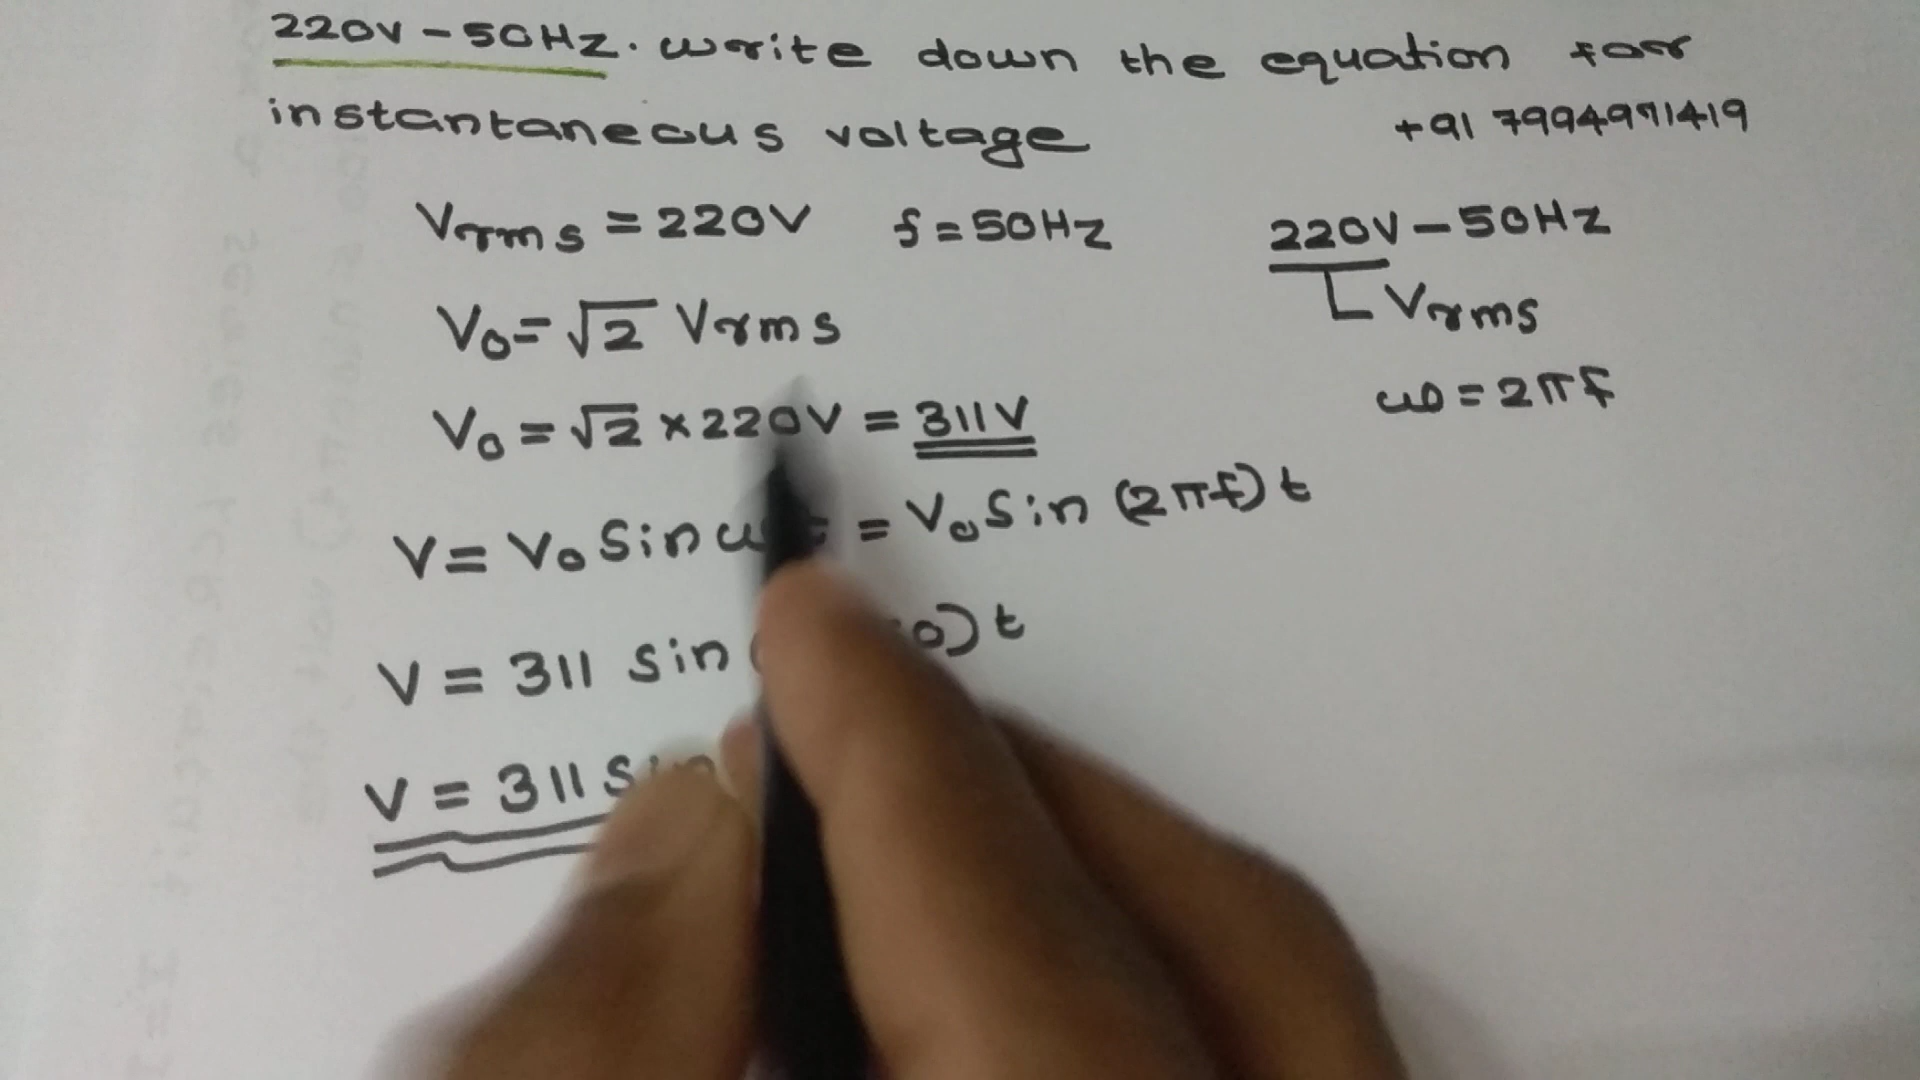 220V - 50HZ. write down the equation for
instantaneous voltage
+91 7994971419
Vrms = 220V f = 50HZ
220V - 50HZ
Vrms
V₀ = √2 Vrms
ω = 2πf
V₀ = √2 × 220V = 311V
V = V₀ Sin = V₀ Sin (2πf) t
V = 311 sin ) t
V = 311